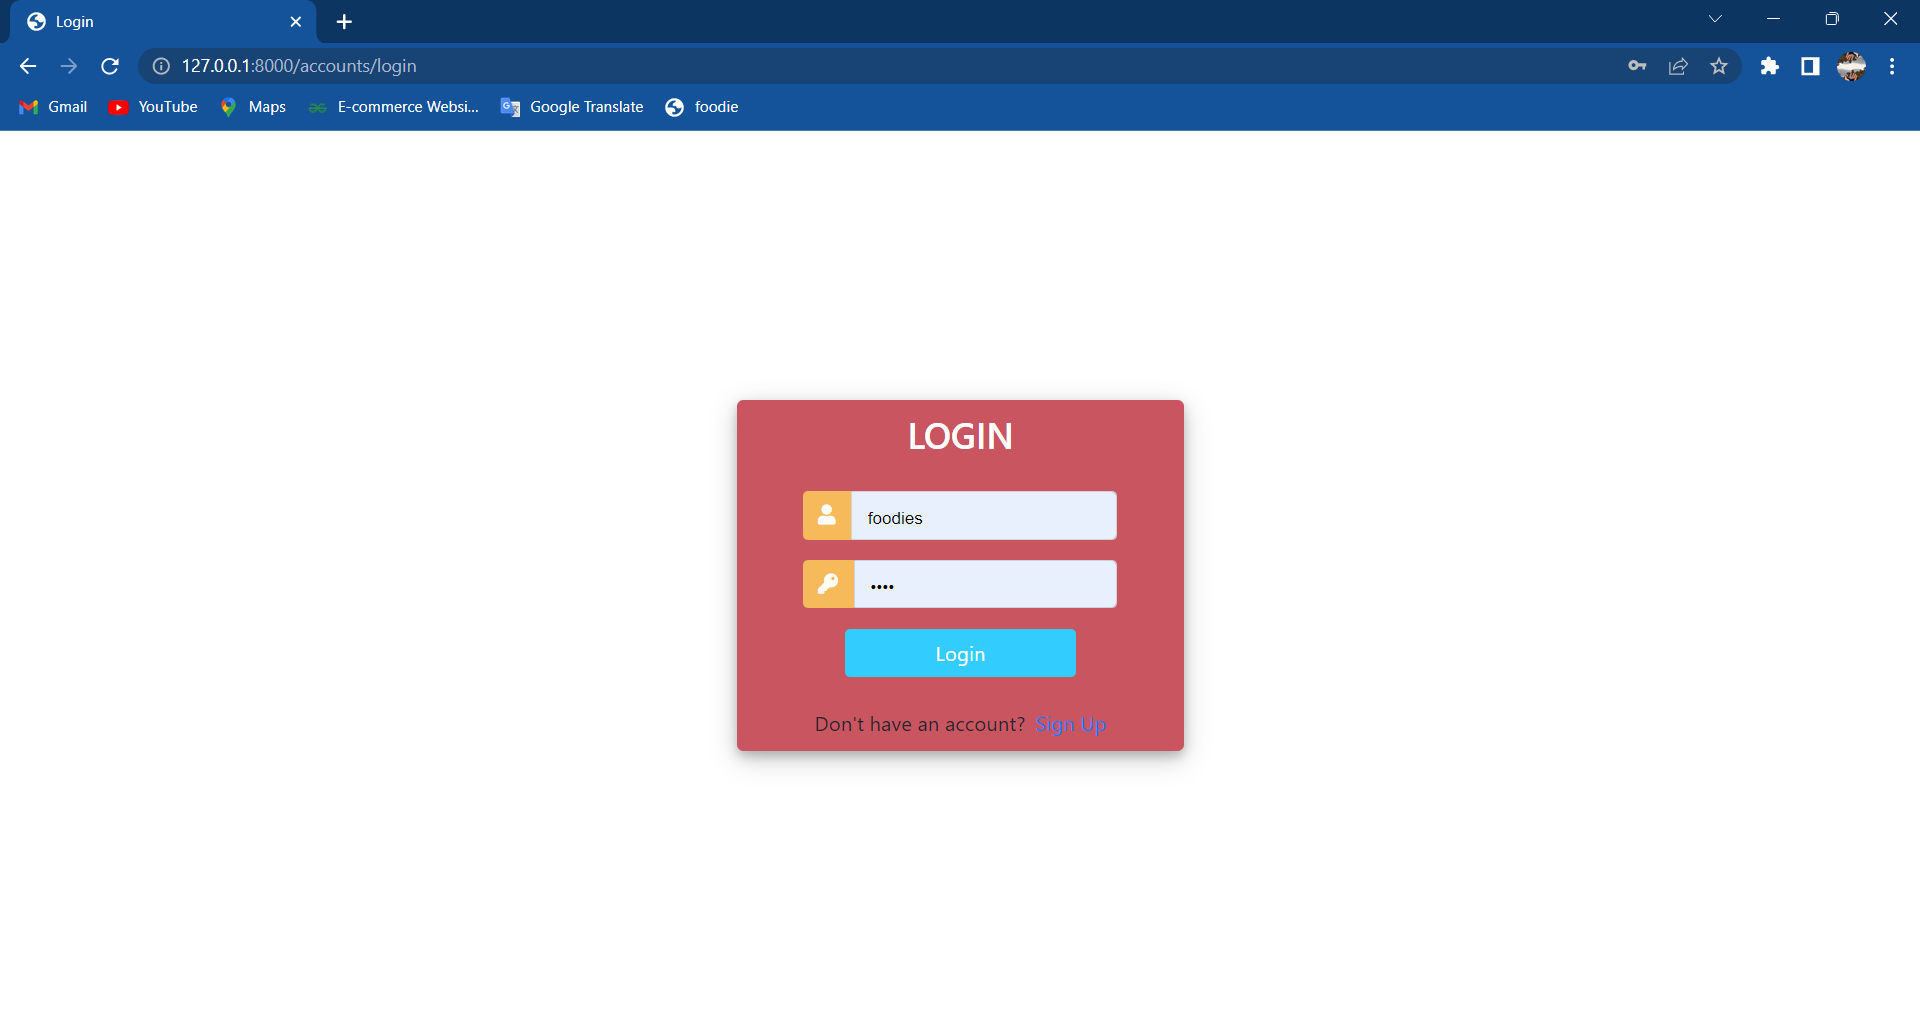 Login
127.0.0.1:8000/accounts/login
Gmail YouTube Maps E-commerce Websi... Google Translate foodie
LOGIN
foodies
••••
Login
Don't have an account? Sign Up